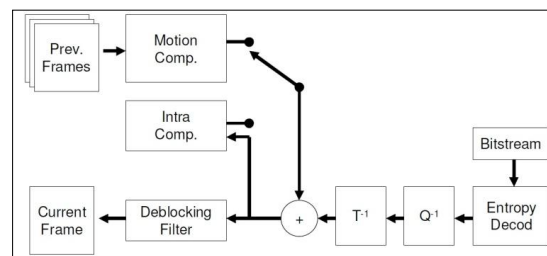 Prev.
Frames
Motion
Comp.
Intra
Comp.
Bitstream
Current
Frame
Deblocking
Filter
+
T-1
Q-1
Entropy
Decod